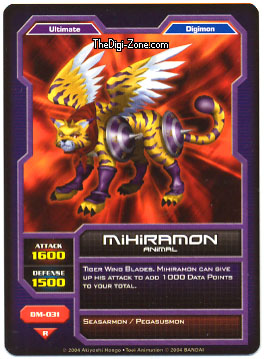 TheDigi-Zone.com
Ultimate
Digimon
MiHiRAMON
ANIMAL
ATTACK
1600
DEFENSE
1500
Tiger Wing Blades. Mihiramon can give
up his attack to add 1000 Data Points
to your total.
DM-031
R
Seasarmon / Pegasusmon
© 2004 Akiyoshi Hongo • Toei Animation © 2004 BANDAI